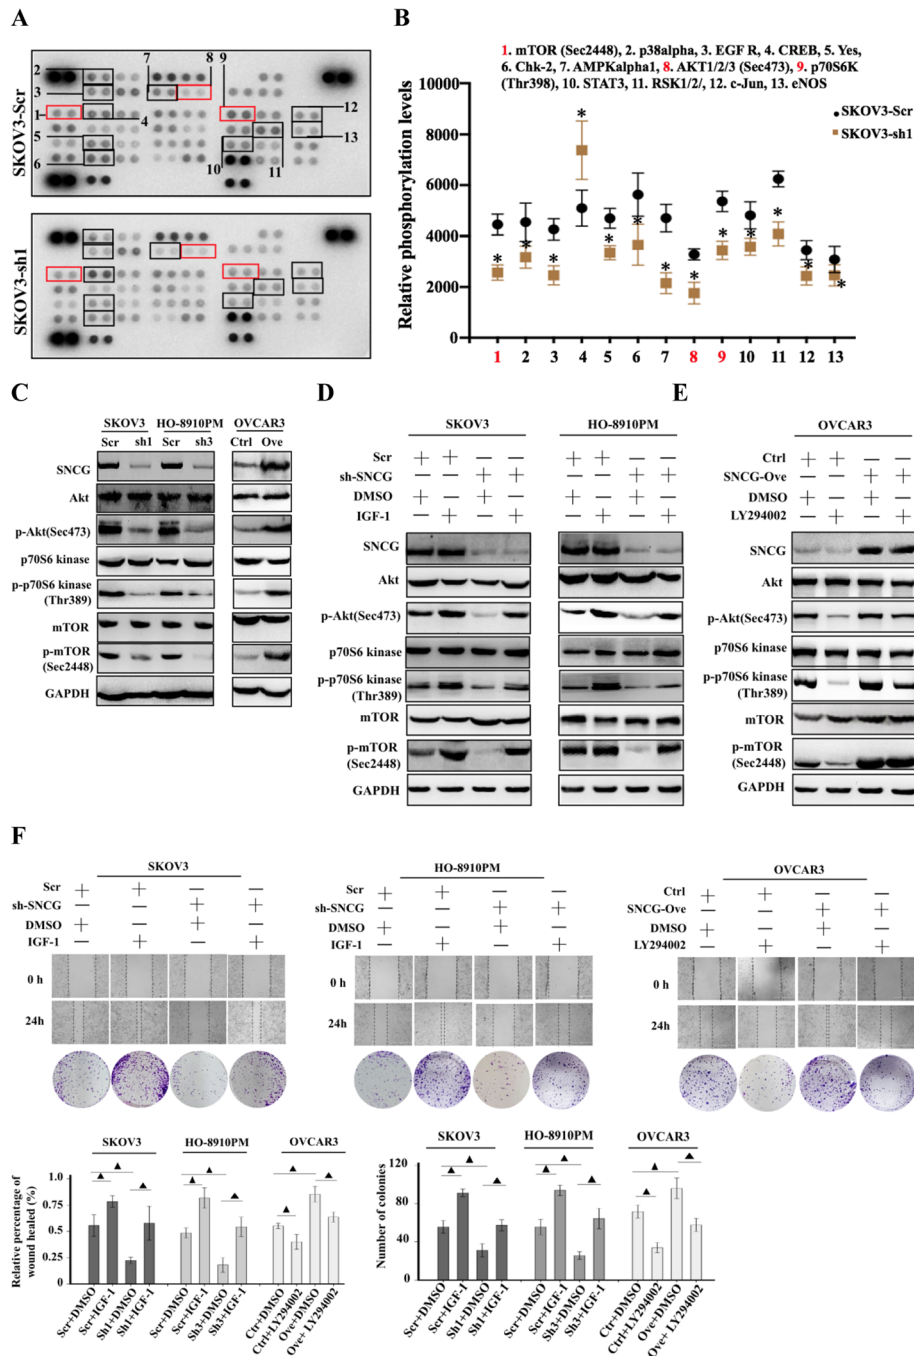 A
7 8 9
2
3
1
4
5
6
12
13
10 11
SKOV3-Scr
SKOV3-sh1
B
1. mTOR (Sec2448), 2. p38alpha, 3. EGF R, 4. CREB, 5. Yes,
6. Chk-2, 7. AMPKalpha1, 8. AKT1/2/3 (Sec473), 9. p70S6K
(Thr398), 10. STAT3, 11. RSK1/2/, 12. c-Jun, 13. eNOS
Relative phosphorylation levels
10000
8000
6000
4000
2000
0
SKOV3-Scr
SKOV3-sh1
* * * * * * * * * * * * *
1 2 3 4 5 6 7 8 9 10 11 12 13
C
SKOV3 HO-8910PM OVCAR3
Scr sh1 Scr sh3 Ctrl Ove
SNCG
Akt
p-Akt(Sec473)
p70S6 kinase
p-p70S6 kinase
(Thr389)
mTOR
p-mTOR
(Sec2448)
GAPDH
D
SKOV3 HO-8910PM
Scr + + — — + + — —
sh-SNCG — — + + — — + +
DMSO + — + — + — + —
IGF-1 — + — + — + — +
SNCG
Akt
p-Akt(Sec473)
p70S6 kinase
p-p70S6 kinase
(Thr389)
mTOR
p-mTOR
(Sec2448)
GAPDH
E
OVCAR3
Ctrl + + — —
SNCG-Ove — — + +
DMSO + — + —
LY294002 — + — +
SNCG
Akt
p-Akt(Sec473)
p70S6 kinase
p-p70S6 kinase
(Thr389)
mTOR
p-mTOR
(Sec2448)
GAPDH
F
SKOV3
Scr + + — —
sh-SNCG — — + +
DMSO + — + —
IGF-1 — + — +
0 h
24h
HO-8910PM
Scr + + — —
sh-SNCG — — + +
DMSO + — + —
IGF-1 — + — +
0 h
24h
OVCAR3
Ctrl + + — —
SNCG-Ove — — + +
DMSO + — + —
LY294002 — + — +
0 h
24h
SKOV3 HO-8910PM OVCAR3
Relative percentage of
wound healed (%)
1.0
0.75
0.5
0.25
0
Scr+DMSO
Scr+IGF-1
Sh1+DMSO
Sh1+IGF-1
Scr+DMSO
Scr+IGF-1
Sh3+DMSO
Sh3+IGF-1
Ctr+DMSO
Ctrl+LY294002
Ove+DMSO
Ove+ LY294002
SKOV3 HO-8910PM OVCAR3
Number of colonies
120
80
40
0
Scr+DMSO
Scr+IGF-1
Sh1+DMSO
Sh1+IGF-1
Scr+DMSO
Scr+IGF-1
Sh3+DMSO
Sh3+IGF-1
Ctr+DMSO
Ctrl+LY294002
Ove+DMSO
Ove+ LY294002